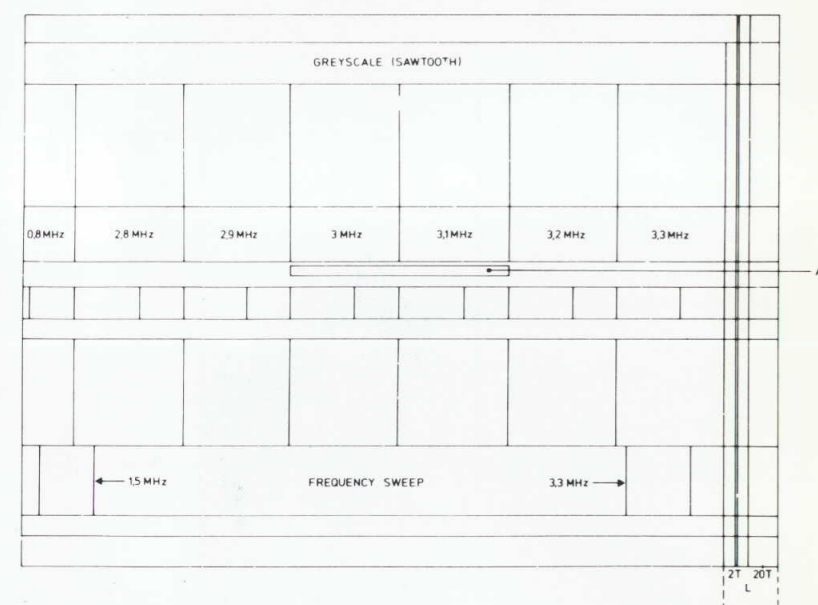 GREYSCALE (SAWTOOTH)
0,8 MHz 2,8 MHz 2,9 MHz 3 MHz 3,1 MHz 3,2 MHz 3,3 MHz
A
1,5 MHz FREQUENCY SWEEP 3,3 MHz
2T 20T
L